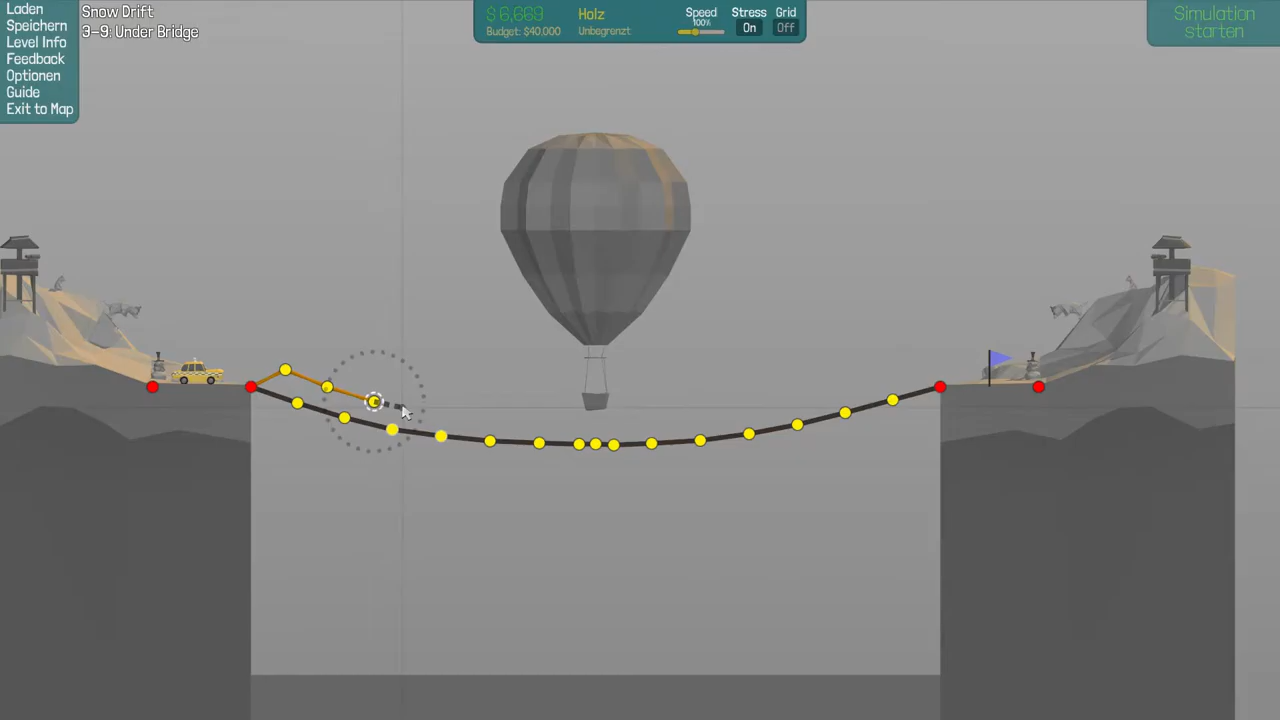 Laden
Speichern
Level Info
Feedback
Optionen
Guide
Exit to Map
Snow Drift
3-9: Under Bridge
$ 6,669
Budget: $40,000
Holz
Unbegrenzt
Speed
100%
Stress
On
Grid
Off
Simulation
starten